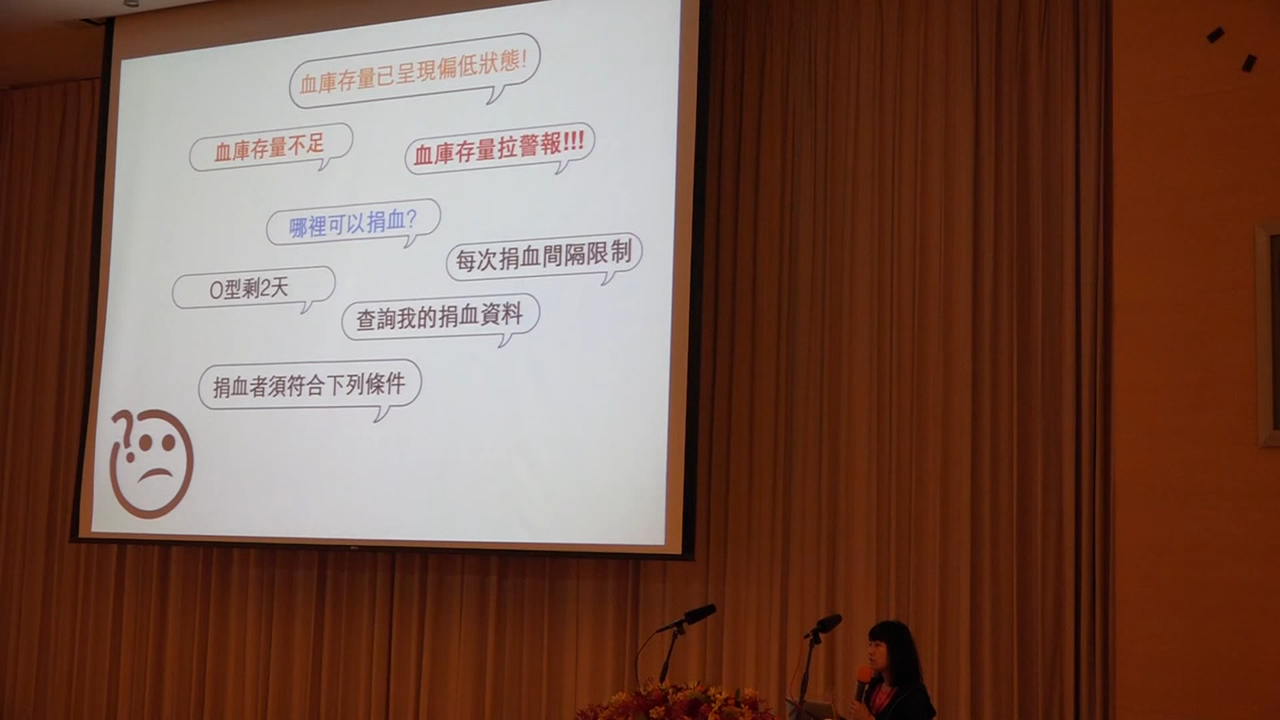 血庫存量已呈現偏低狀態!
血庫存量不足
血庫存量拉警報!!!
哪裡可以捐血?
每次捐血間隔限制
O型剩2天
查詢我的捐血資料
捐血者須符合下列條件
?